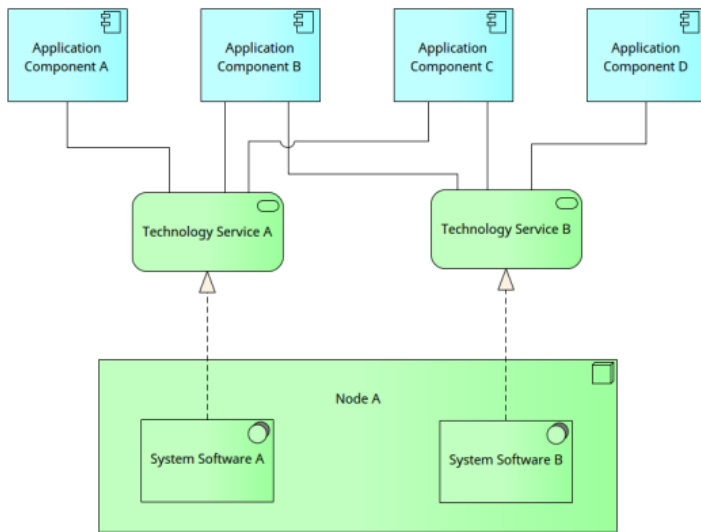 Application
Component A
Application
Component B
Application
Component C
Application
Component D
Technology Service A
Technology Service B
Node A
System Software A
System Software B